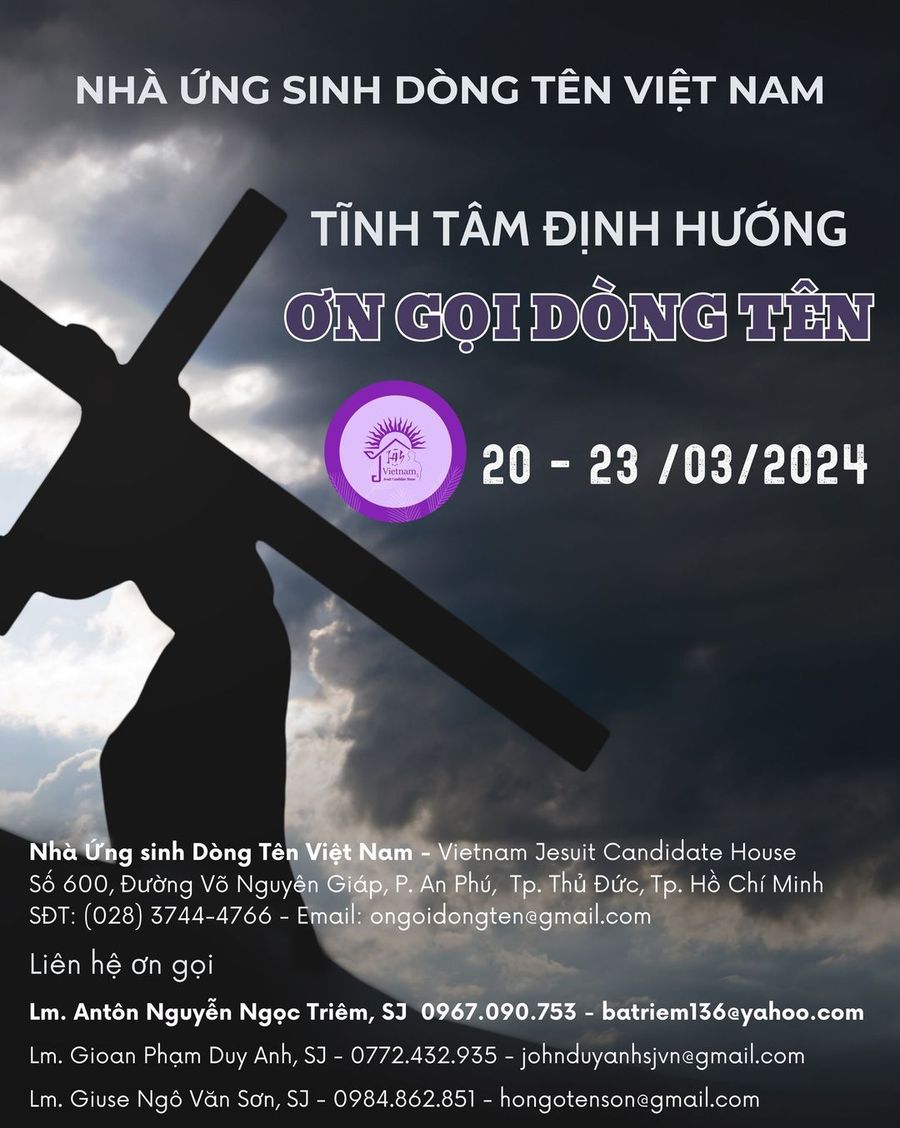 NHÀ ỨNG SINH DÒNG TÊN VIỆT NAM
TĨNH TÂM ĐỊNH HƯỚNG
ƠN GỌI DÒNG TÊN
Vietnam
Jesuit Candidate House
20 - 23 /03/2024
Nhà Ứng sinh Dòng Tên Việt Nam - Vietnam Jesuit Candidate House
Số 600, Đường Võ Nguyên Giáp, P. An Phú, Tp. Thủ Đức, Tp. Hồ Chí Minh
SĐT: (028) 3744-4766 - Email: ongoidongten@gmail.com
Liên hệ ơn gọi
Lm. Antôn Nguyễn Ngọc Triêm, SJ 0967.090.753 - batriem136@yahoo.com
Lm. Gioan Phạm Duy Anh, SJ - 0772.432.935 - johnduyanhsjvn@gmail.com
Lm. Giuse Ngô Văn Sơn, SJ - 0984.862.851 - hongotenson@gmail.com